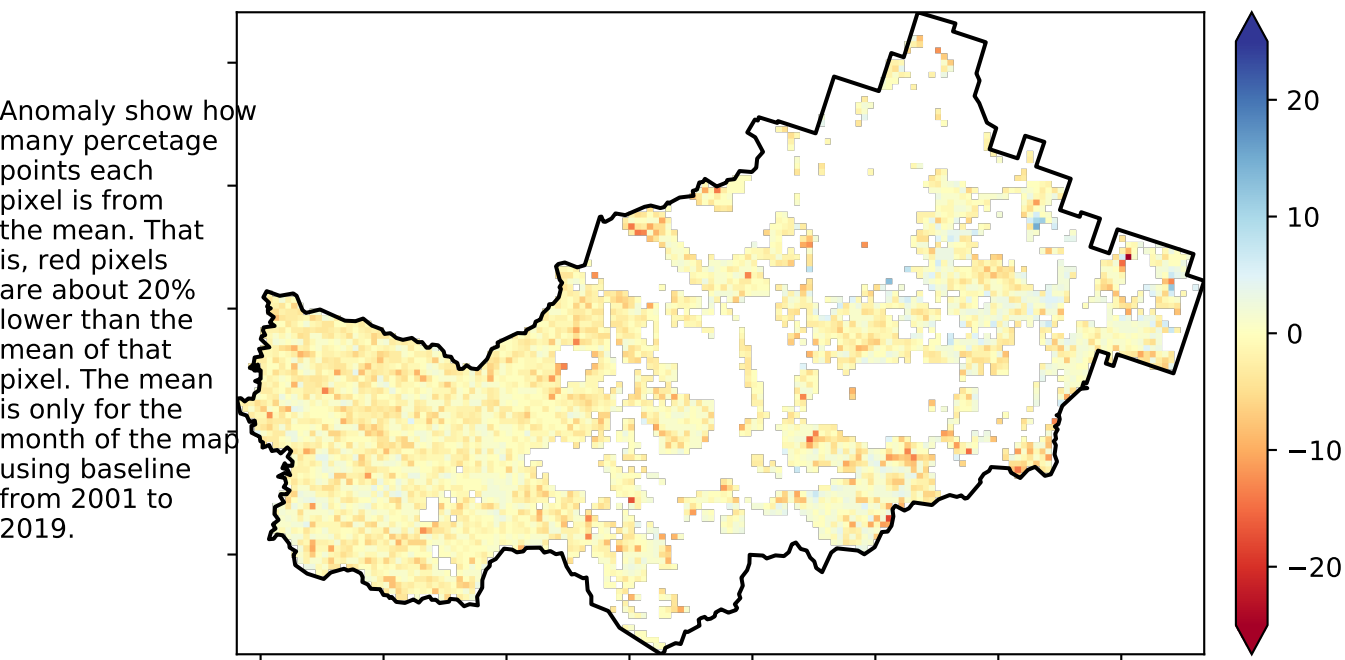 Anomaly show how
many percetage
points each
pixel is from
the mean. That
is, red pixels
are about 20%
lower than the
mean of that
pixel. The mean
is only for the
month of the map
using baseline
from 2001 to
2019.
20
10
0
−10
−20